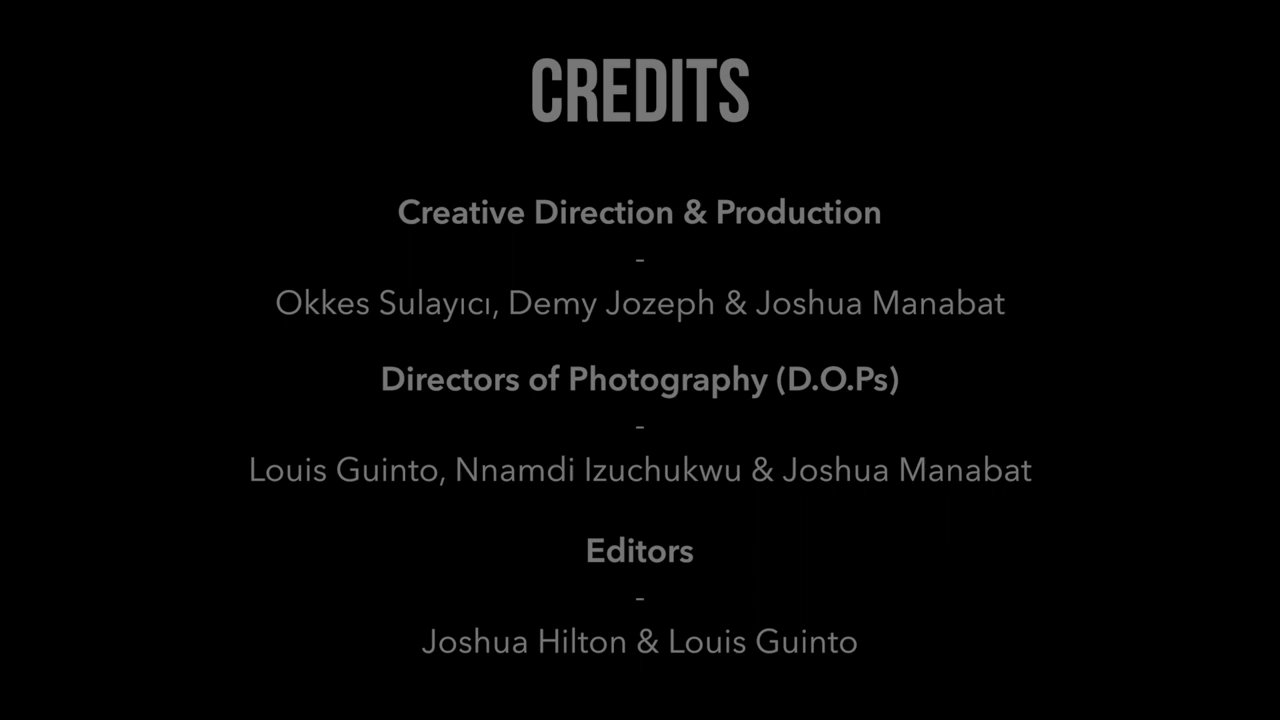 CREDITS
Creative Direction & Production
-
Okkes Sulayıcı, Demy Jozeph & Joshua Manabat
Directors of Photography (D.O.Ps)
-
Louis Guinto, Nnamdi Izuchukwu & Joshua Manabat
Editors
-
Joshua Hilton & Louis Guinto